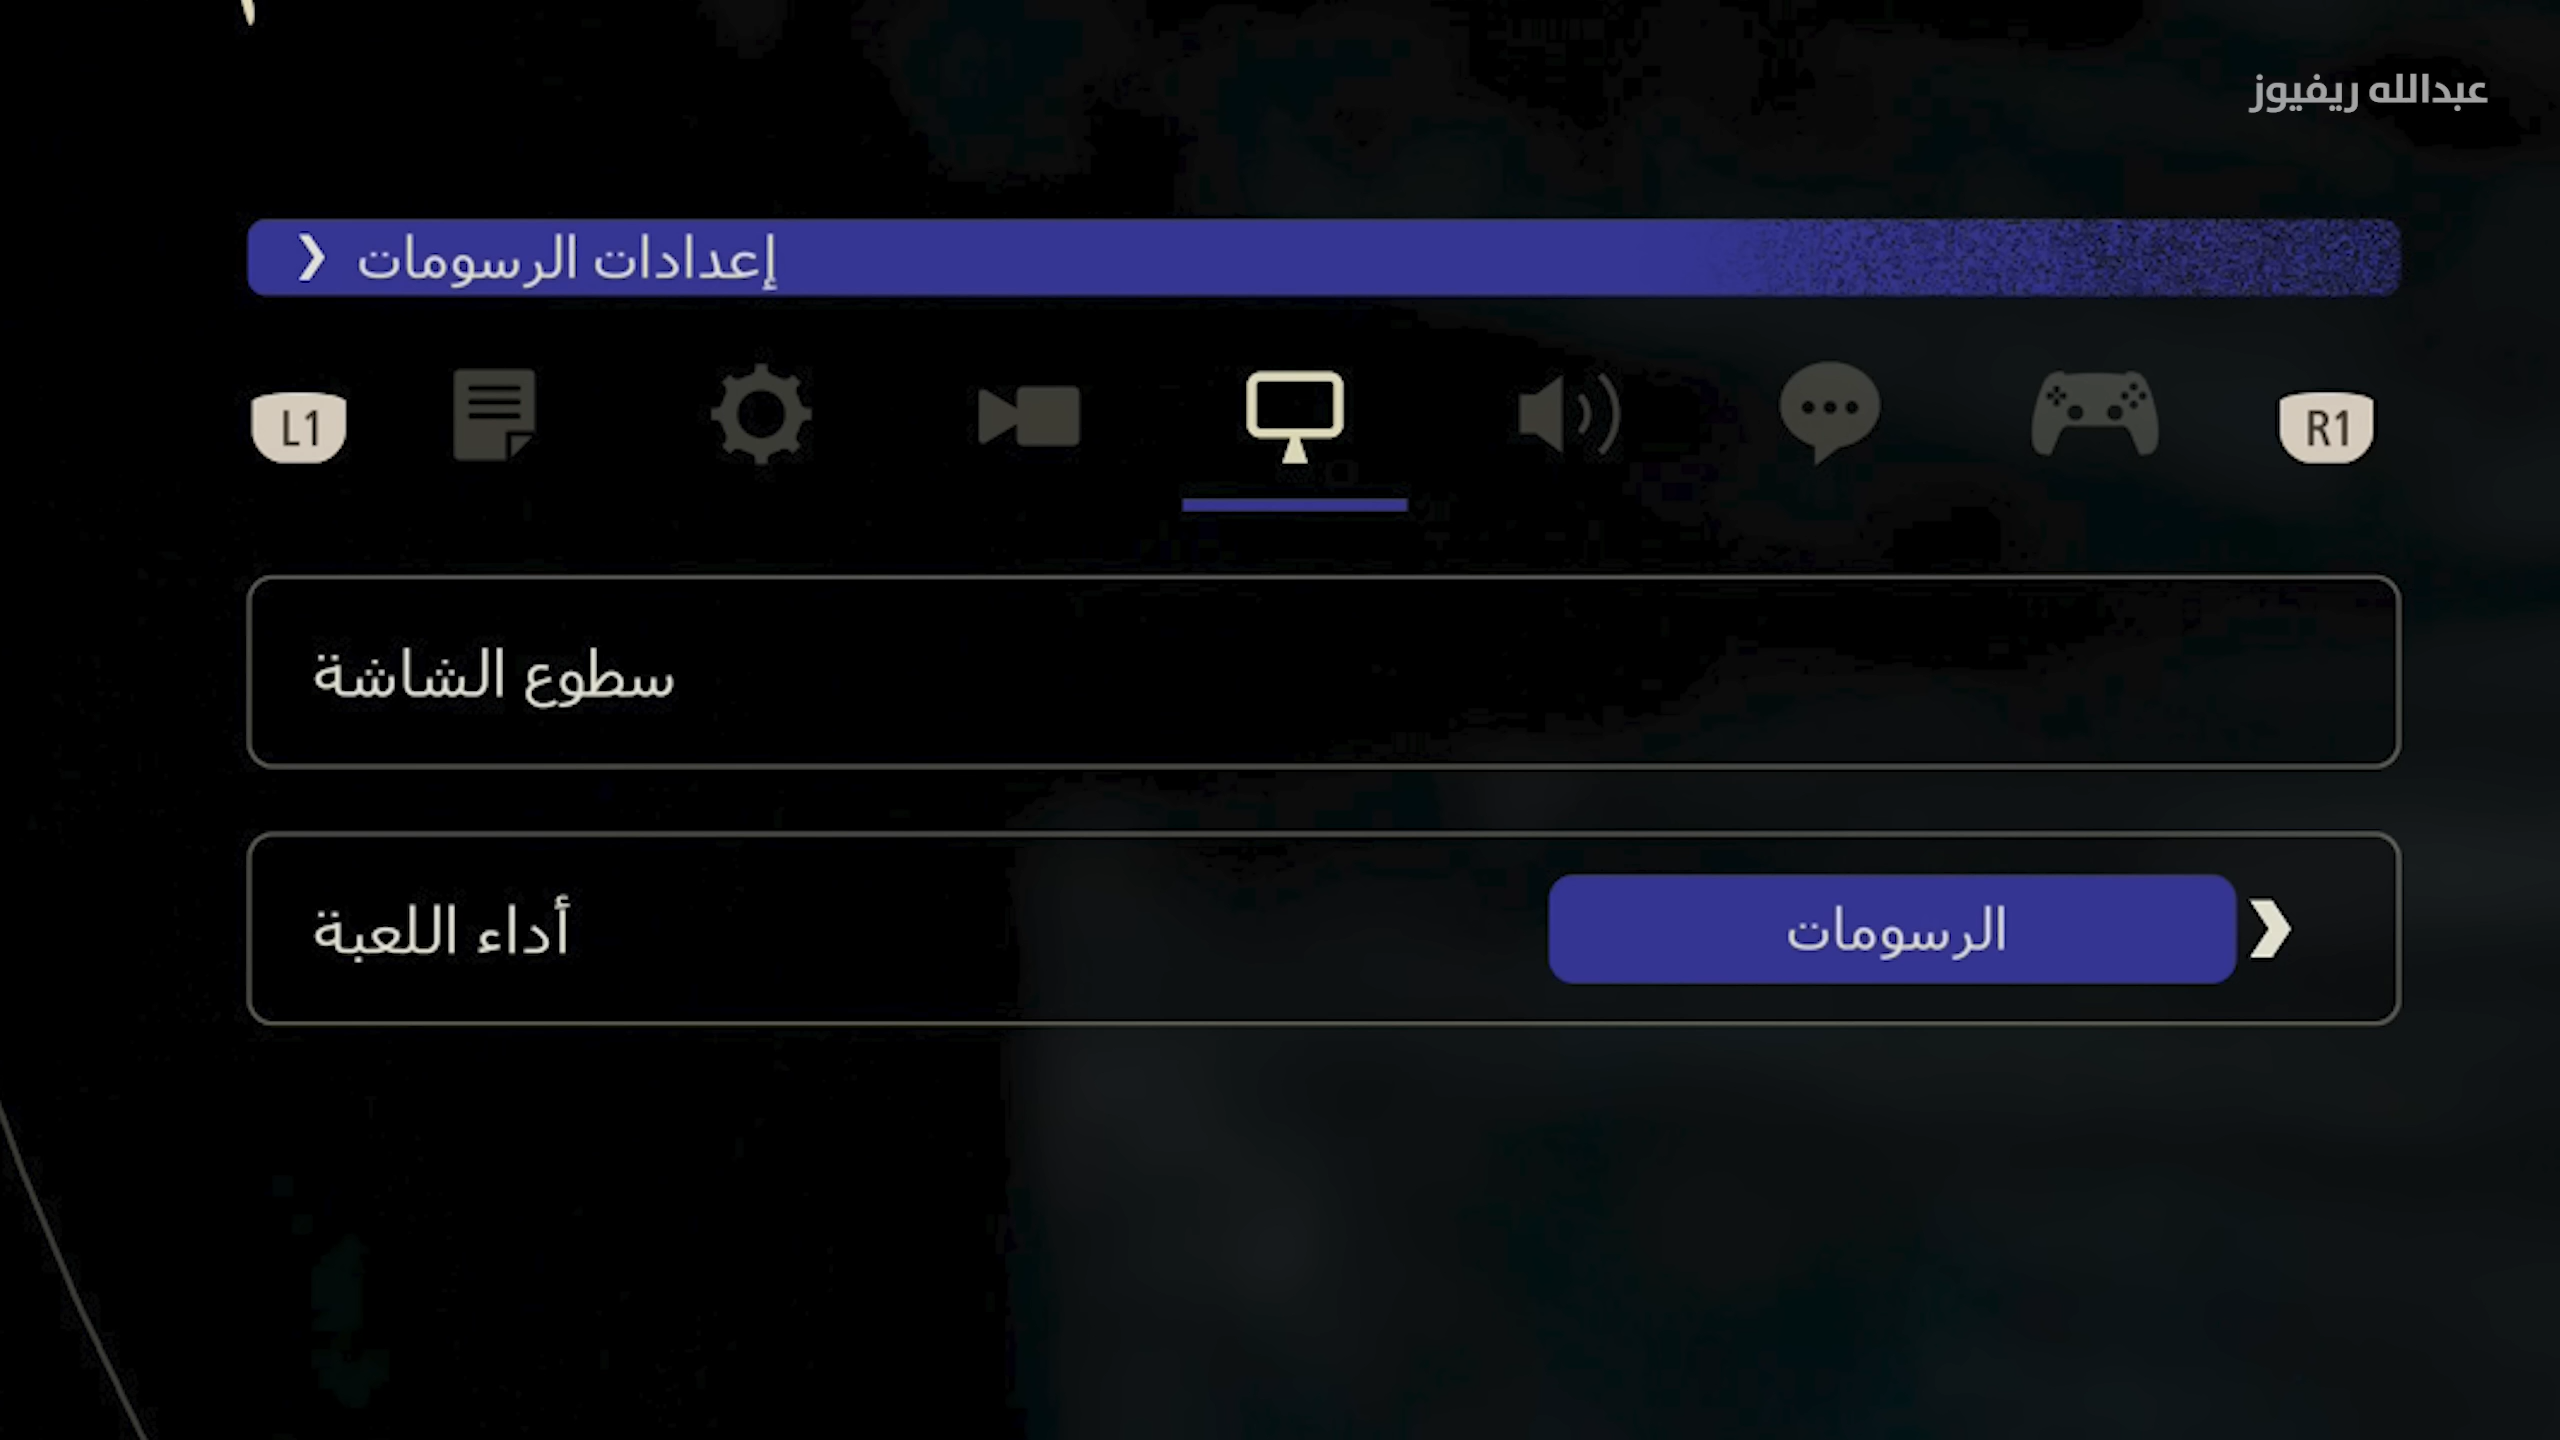 عبدالله ريفيوز
إعدادات الرسومات
L1
R1
سطوع الشاشة
أداء اللعبة
الرسومات